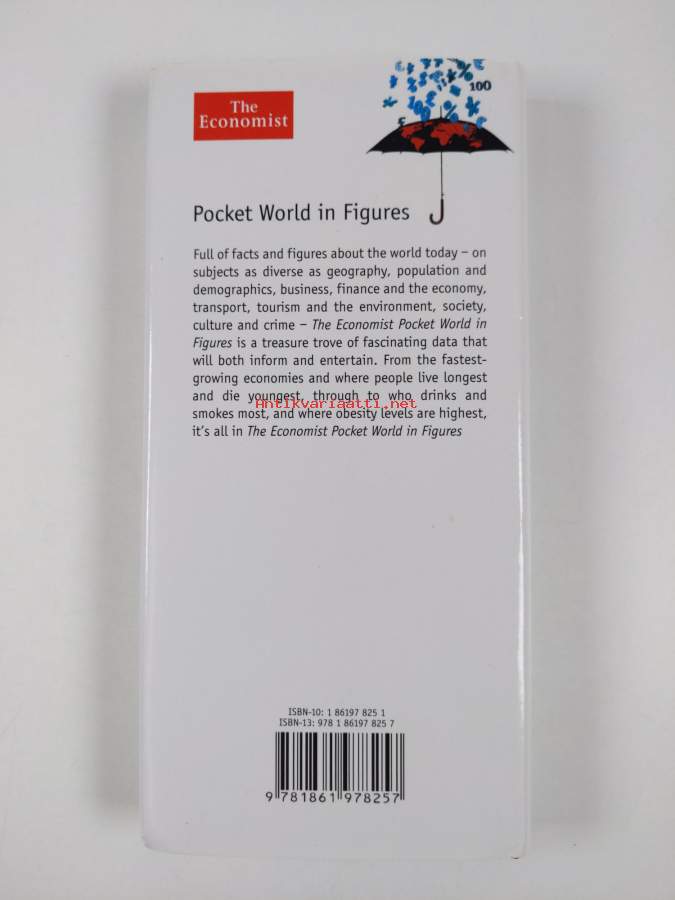 The
Economist
100
Pocket World in Figures
Full of facts and figures about the world today – on
subjects as diverse as geography, population and
demographics, business, finance and the economy,
transport, tourism and the environment, society,
culture and crime – The Economist Pocket World in
Figures is a treasure trove of fascinating data that
will both inform and entertain. From the fastest-
growing economies and where people live longest
and die youngest, through to who drinks and
Antikvariaatti.net
smokes most, and where obesity levels are highest,
it's all in The Economist Pocket World in Figures
ISBN-10: 1 86197 825 1
ISBN-13: 978 1 86197 825 7
9 781861 978257